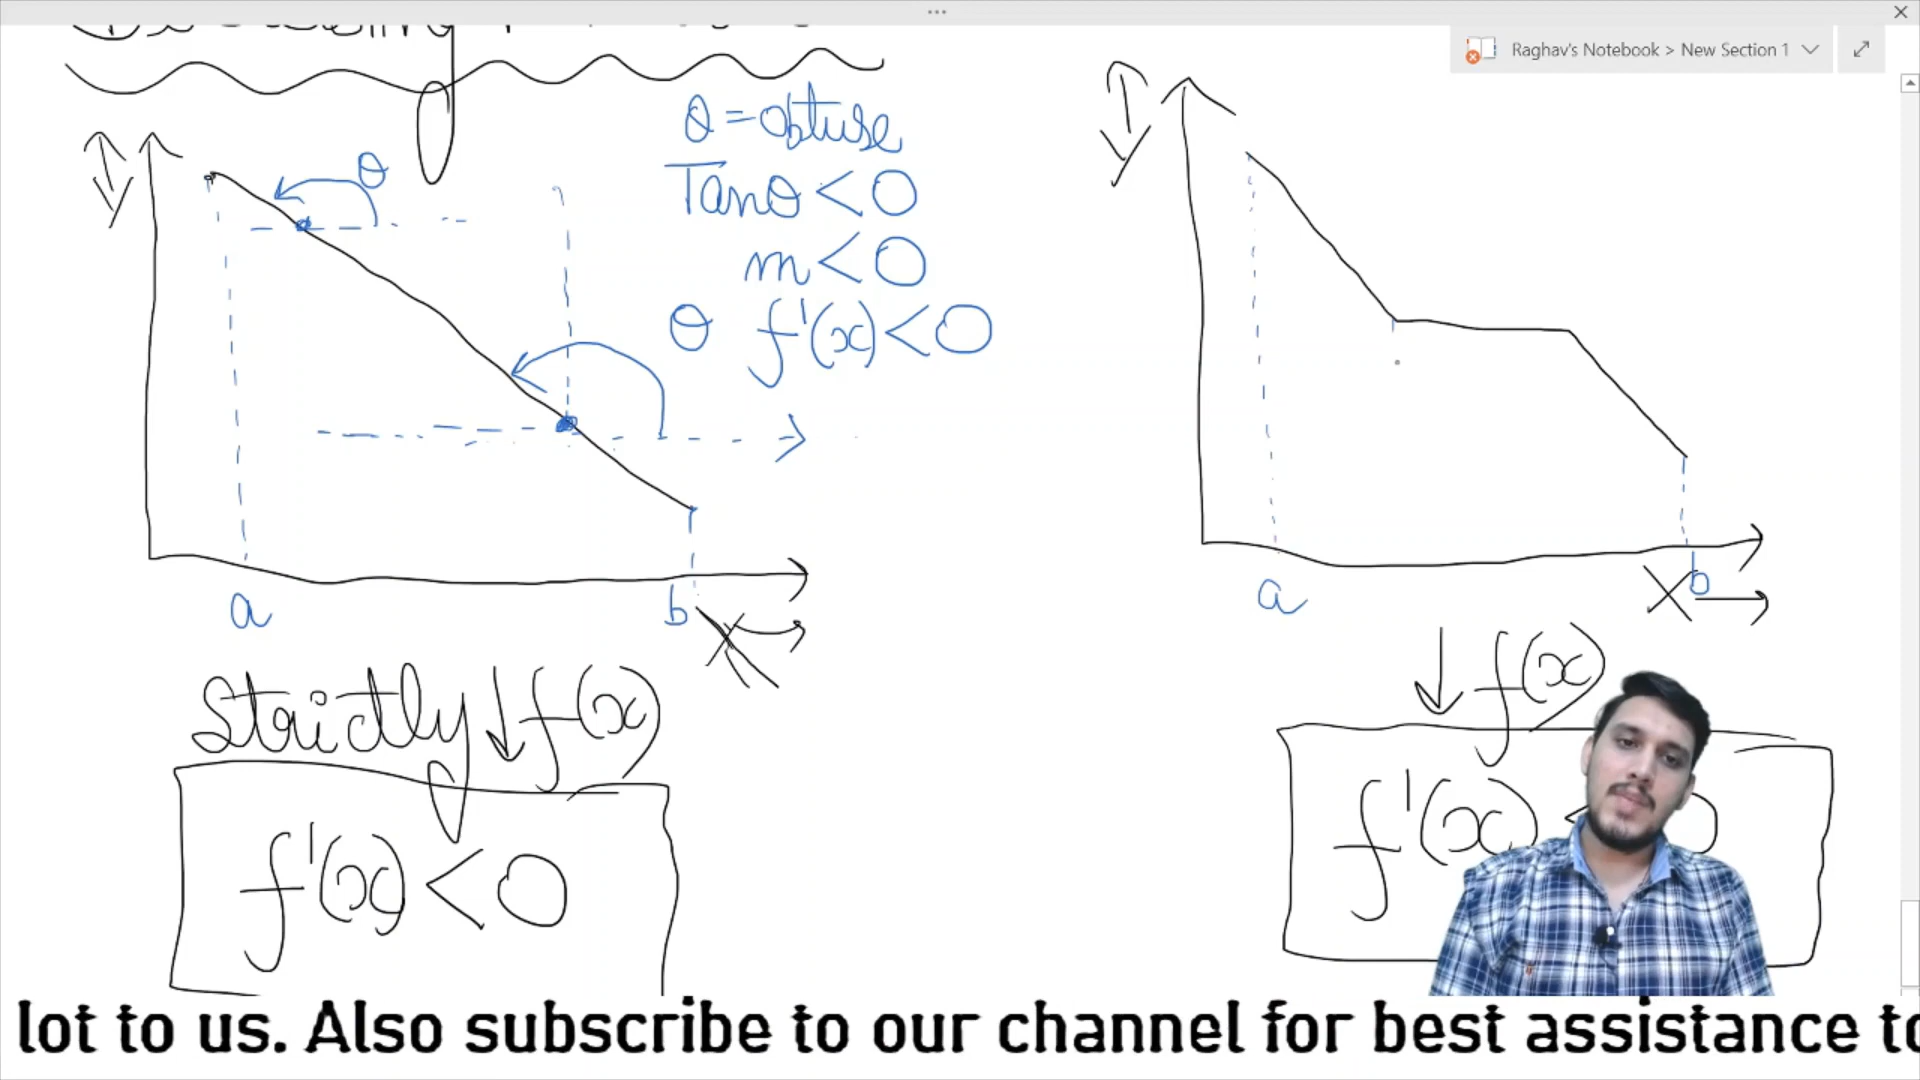 Raghav's Notebook > New Section 1
θ = obtuse
Tanθ < 0
m < 0
θ f'(x) < 0
θ
y
a
b
X
Strictly ↓ f(x)
f'(x) < 0
y
a
b
X
↓ f(x)
f'(x)
lot to us. Also subscribe to our channel for best assistance to